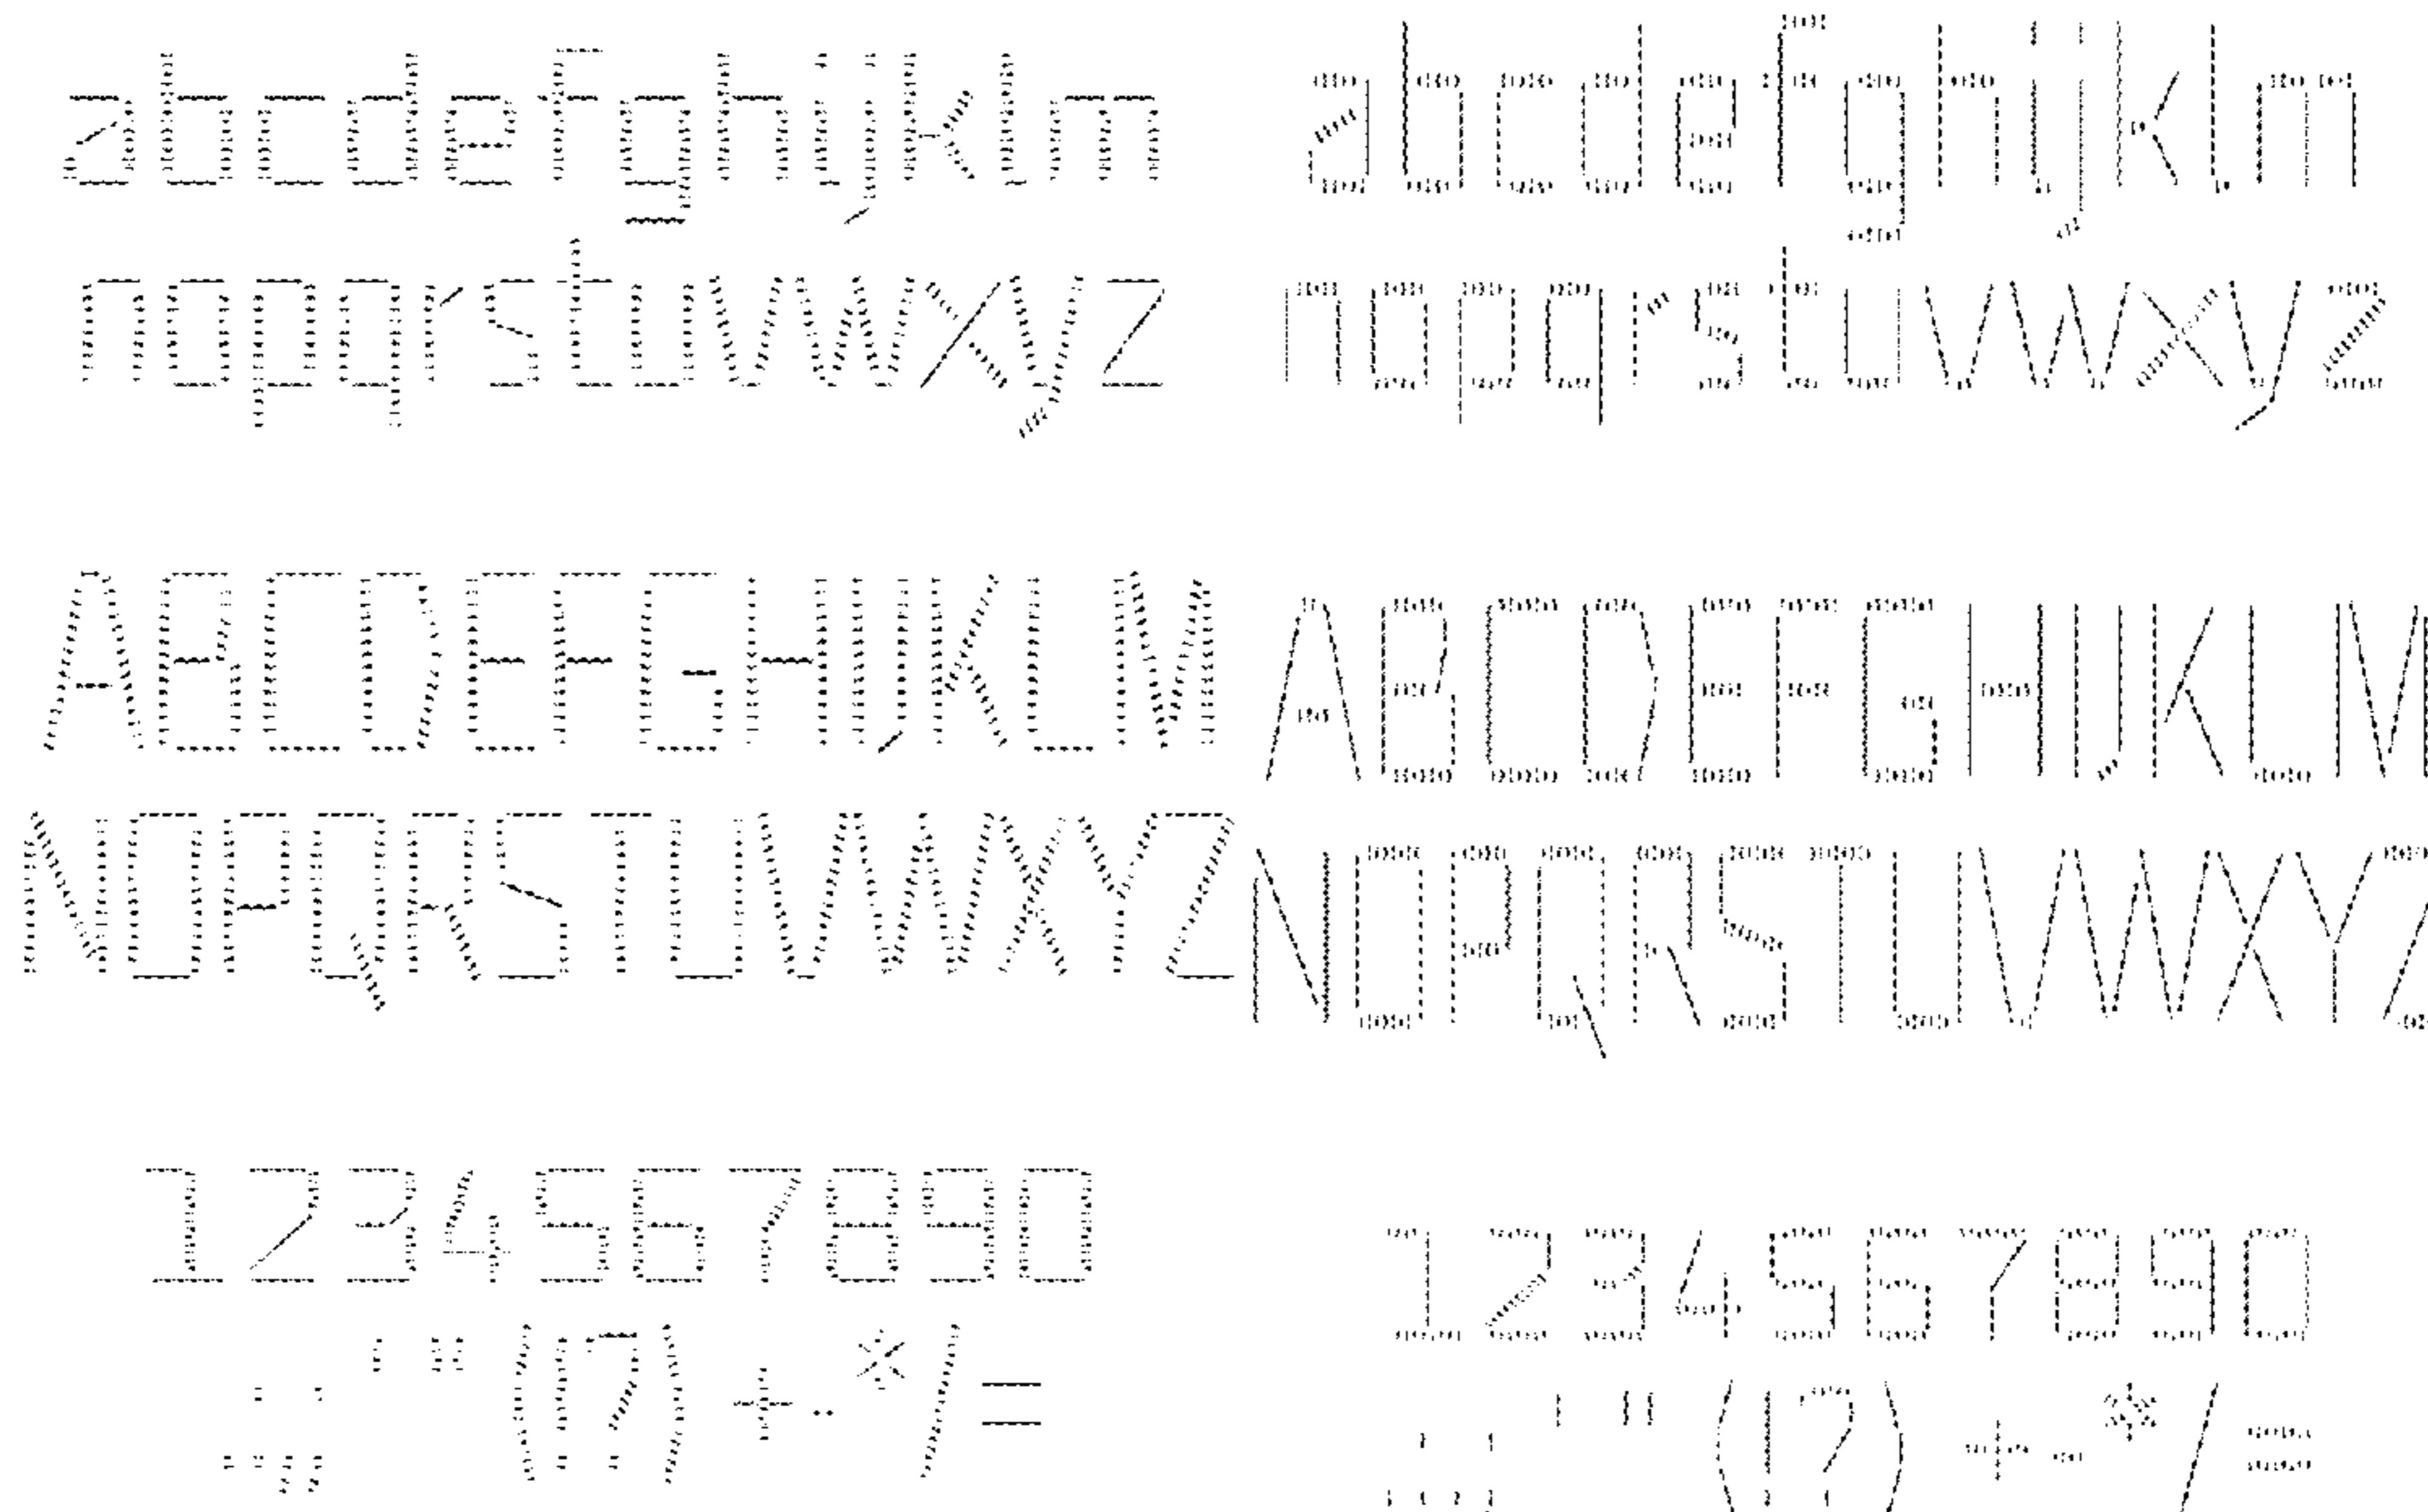 abcdefghijklm
nopqrstuvwxyz
ABCDEFGHIJKLM
NOPQRSTUVWXYZ
1234567890
.:,;'"(!?)+-*/=
abcdefghijklm
nopqrstuvwxyz
ABCDEFGHIJKLM
NOPQRSTUVWXYZ
1234567890
.:,;'"(!?)+-*/=